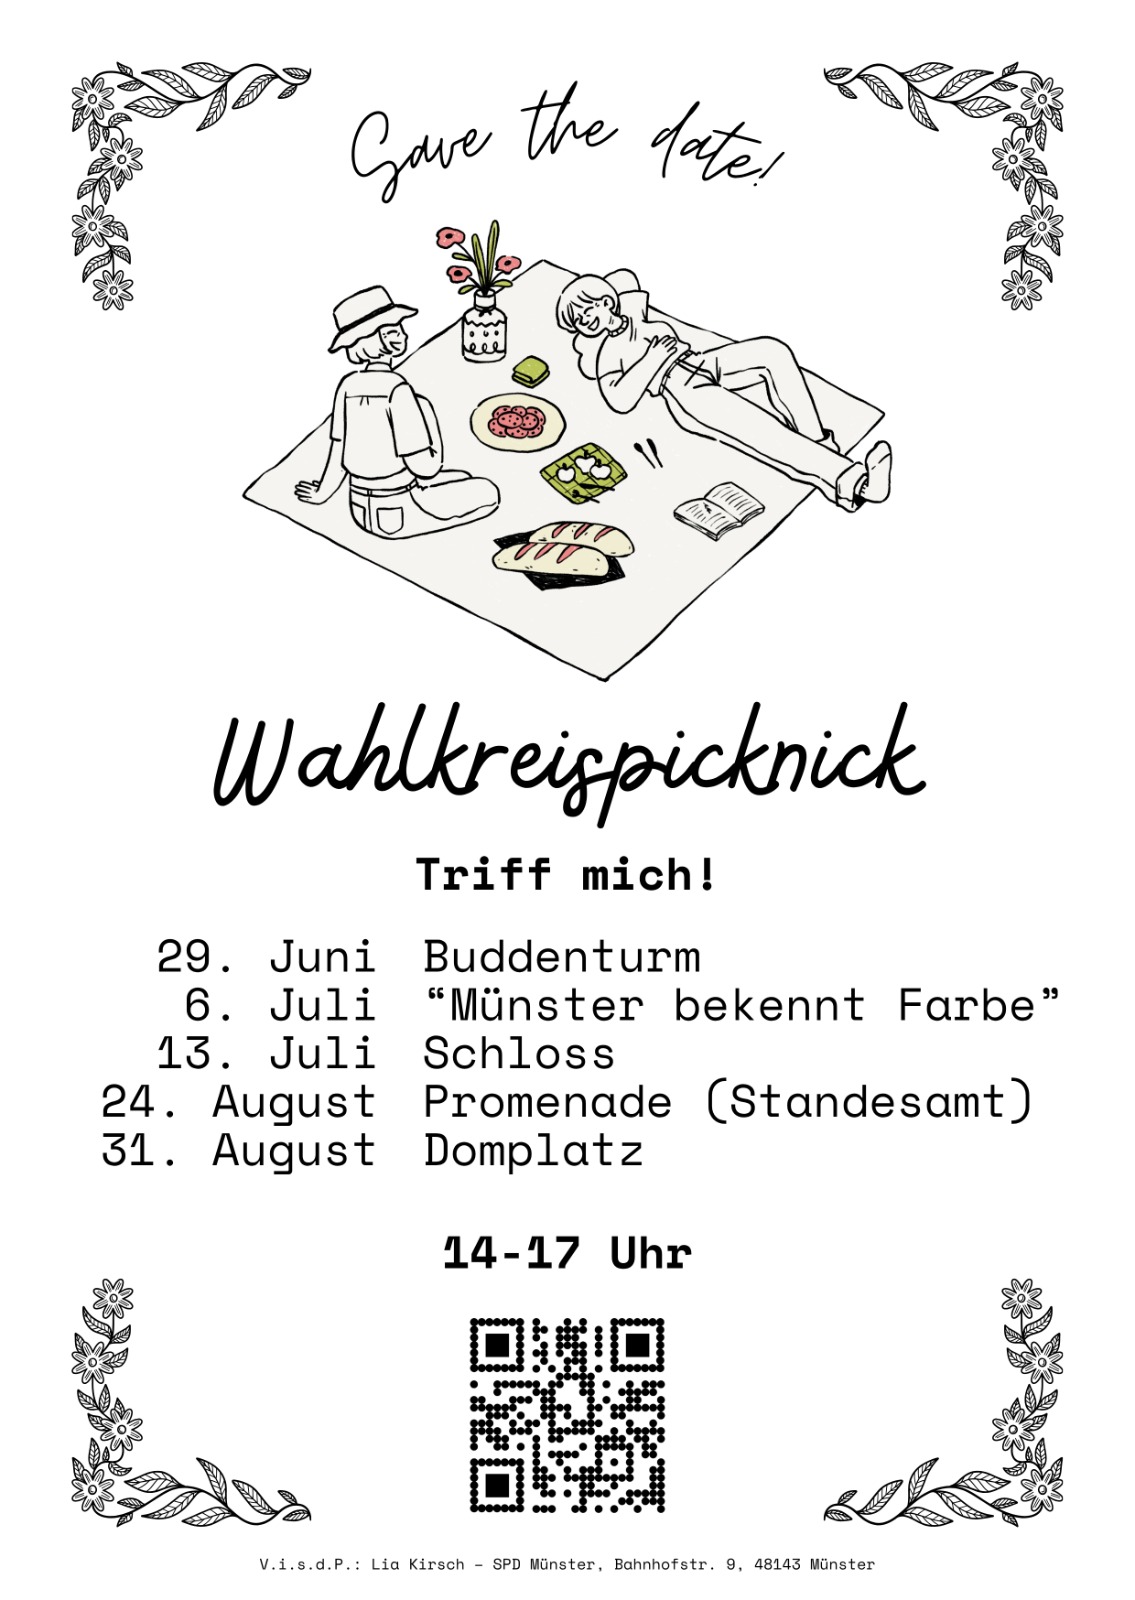 Save the date!
Wahlkreispicknick
Triff mich!
29. Juni Buddenturm
6. Juli “Münster bekennt Farbe”
13. Juli Schloss
24. August Promenade (Standesamt)
31. August Domplatz
14-17 Uhr
V.i.s.d.P.: Lia Kirsch – SPD Münster, Bahnhofstr. 9, 48143 Münster